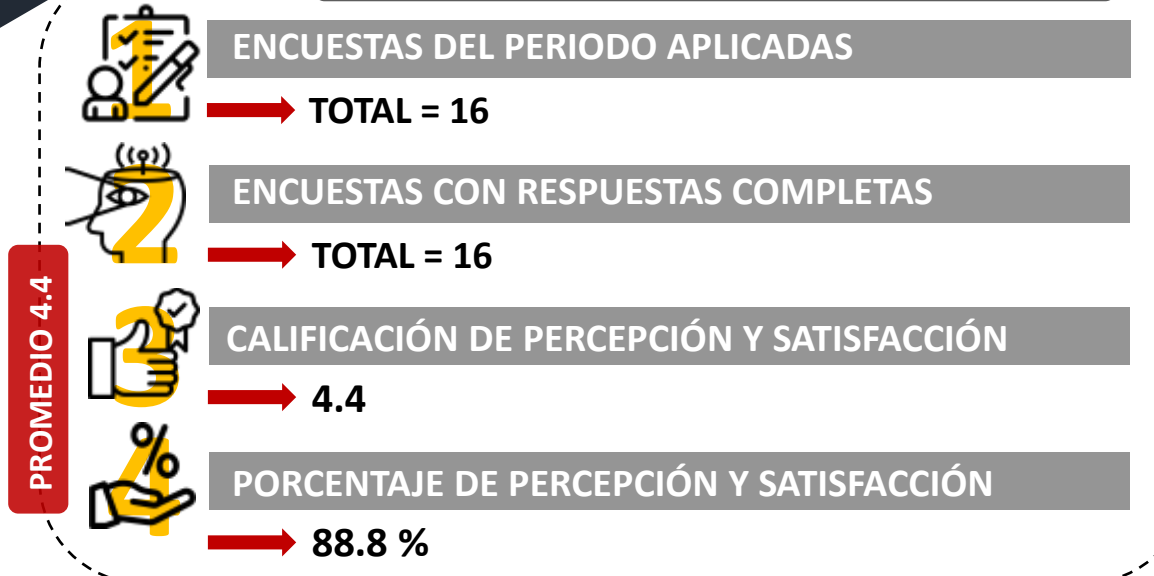 1
ENCUESTAS DEL PERIODO APLICADAS
TOTAL = 16
2
ENCUESTAS CON RESPUESTAS COMPLETAS
TOTAL = 16
PROMEDIO 4.4
3
CALIFICACIÓN DE PERCEPCIÓN Y SATISFACCIÓN
4.4
4
%
PORCENTAJE DE PERCEPCIÓN Y SATISFACCIÓN
88.8 %